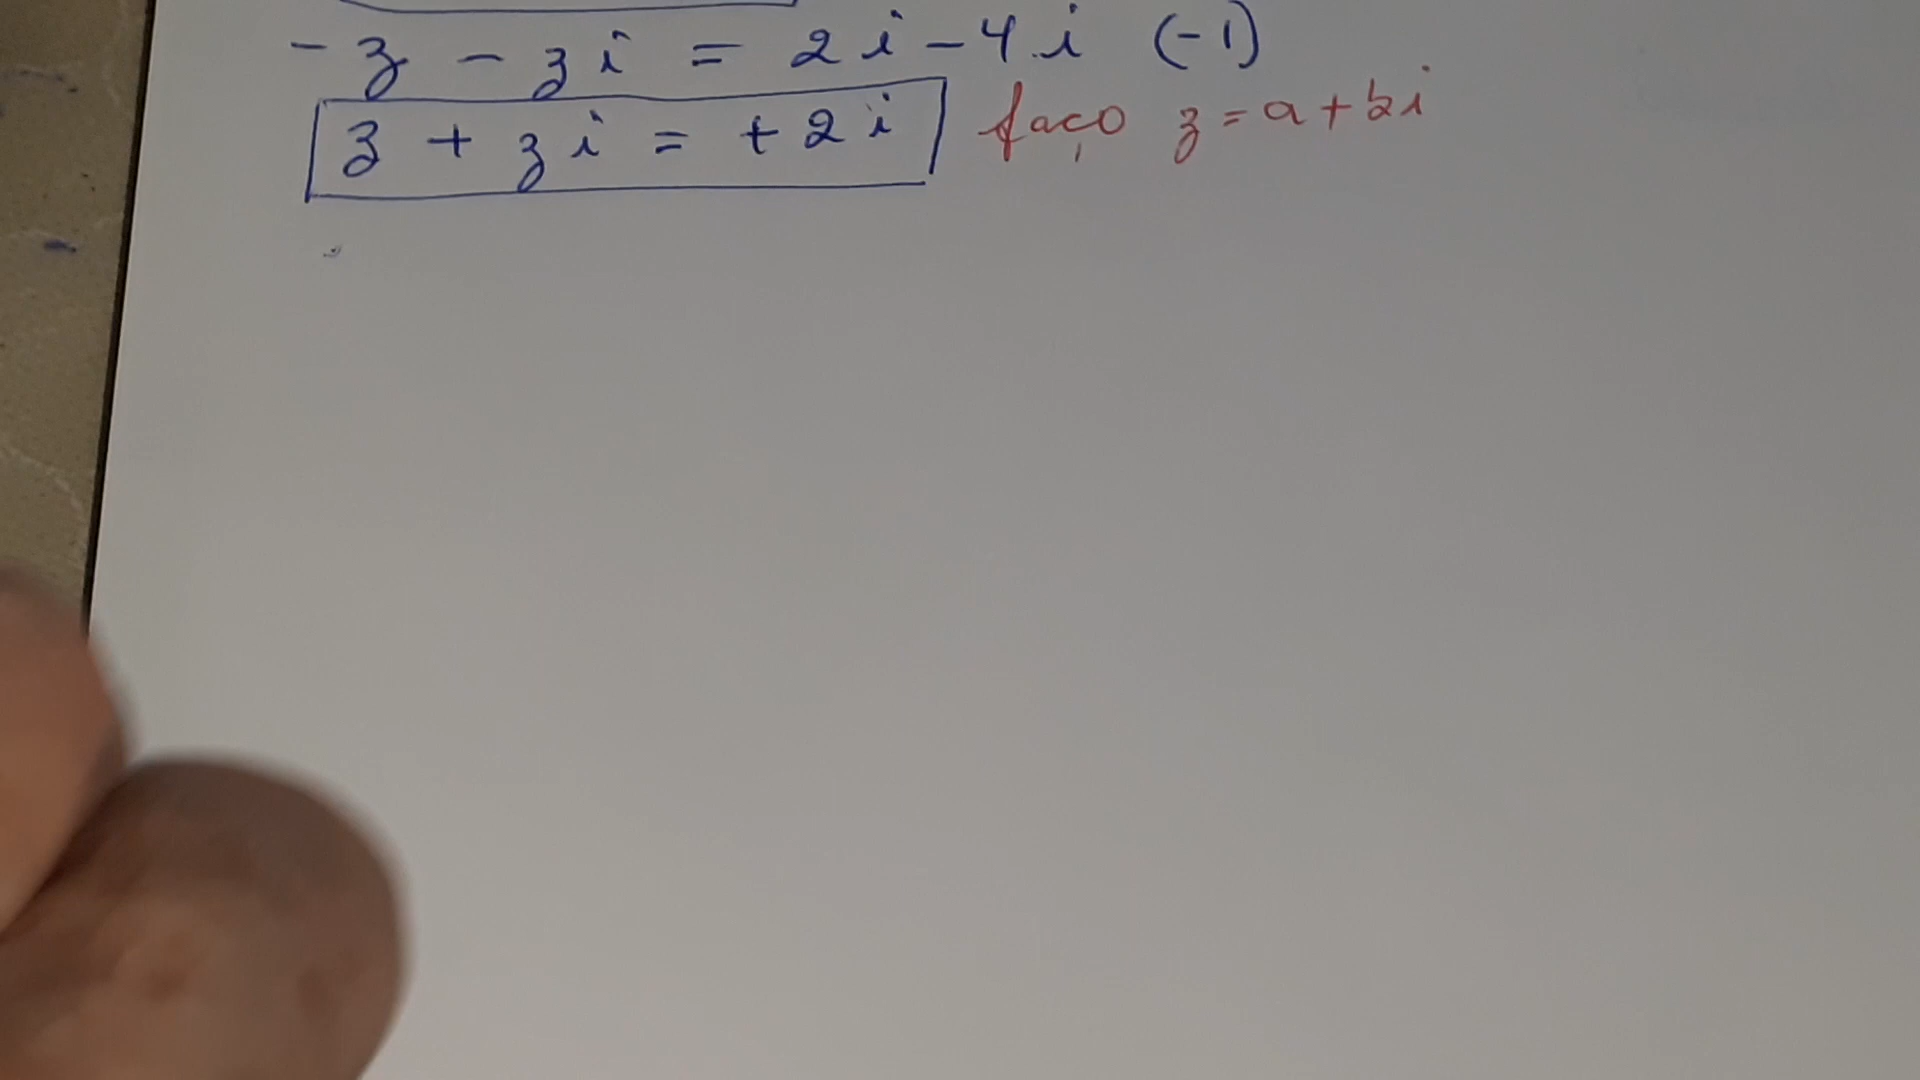 -z - zi = 2i - 4i (-1)
z + zi = +2i faço z = a + bi